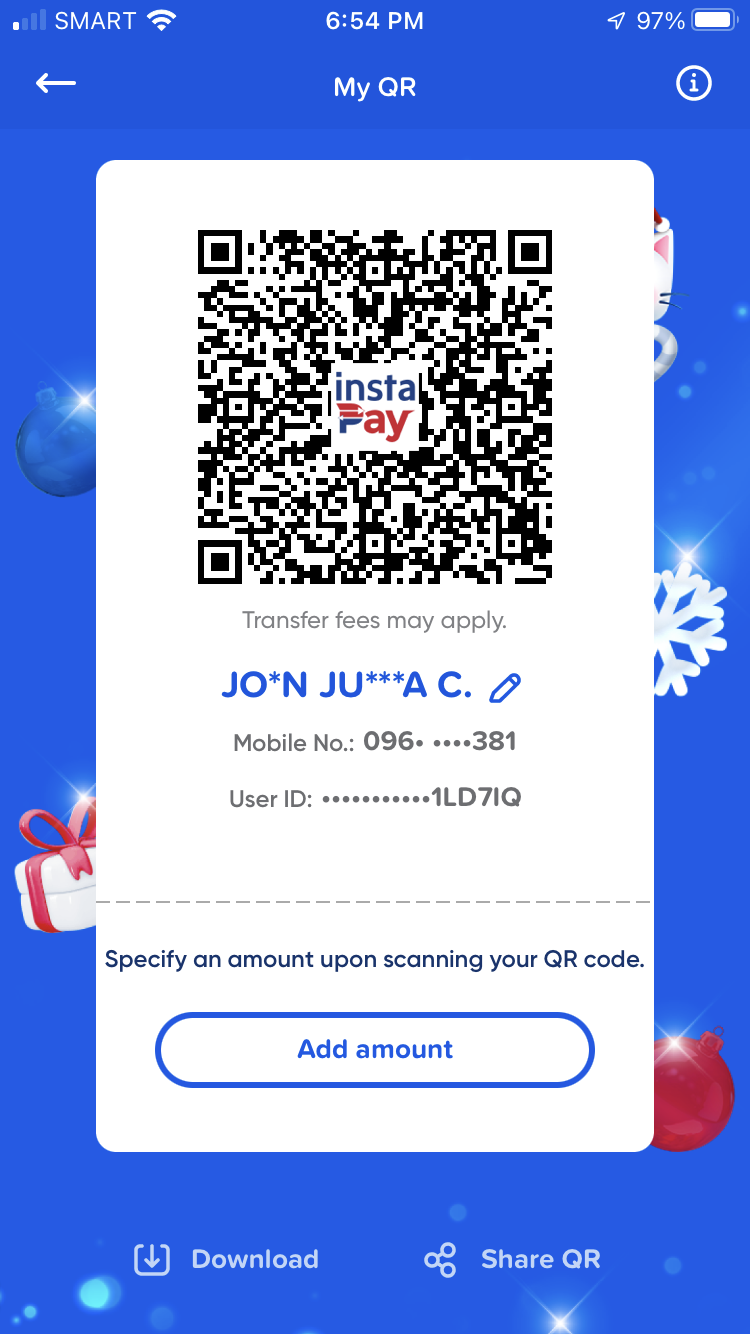 SMART 6:54 PM 97%
My QR
insta
Pay
Transfer fees may apply.
JO*N JU***A C.
Mobile No.: 096• ••••381
User ID: •••••••••••1LD7IQ
Specify an amount upon scanning your QR code.
Add amount
Download Share QR